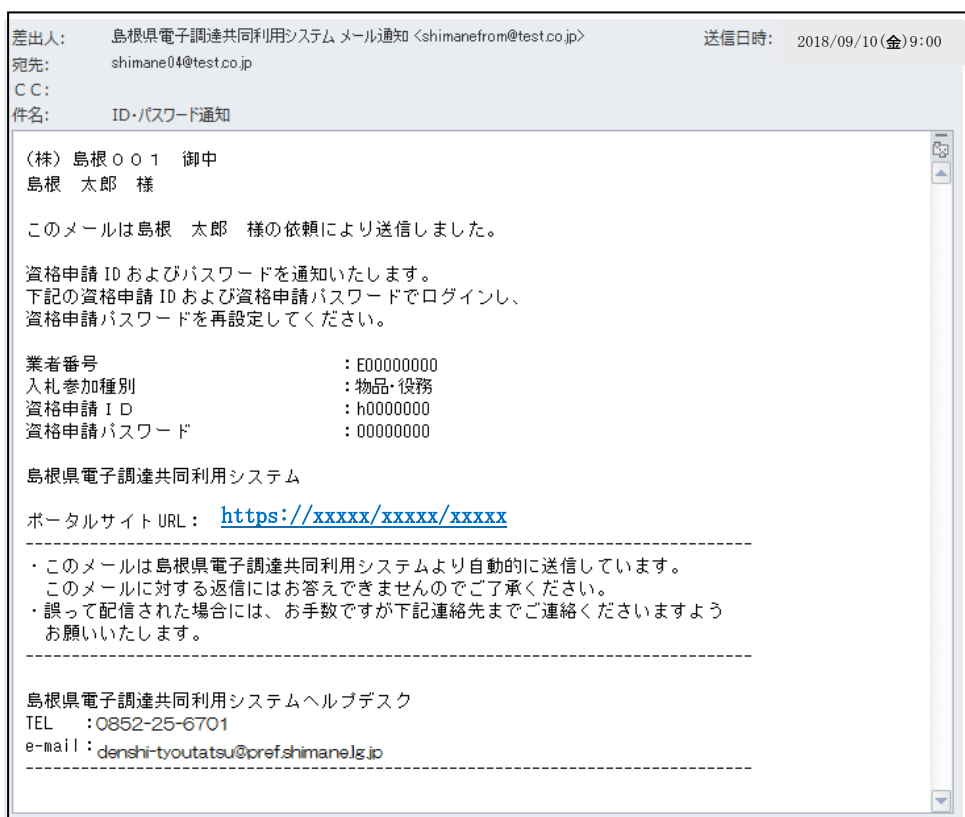 差出人: 島根県電子調達共同利用システム メール通知 <shimanefrom@test.co.jp> 送信日時: 2018/09/10(金)9:00
宛先: shimane04@test.co.jp
CC:
件名: ID・パスワード通知
(株)島根００１ 御中
島根 太郎 様
このメールは島根 太郎 様の依頼により送信しました。
資格申請IDおよびパスワードを通知いたします。
下記の資格申請IDおよび資格申請パスワードでログインし、
資格申請パスワードを再設定してください。
業者番号 :E00000000
入札参加種別 :物品・役務
資格申請ＩＤ :h0000000
資格申請パスワード :00000000
島根県電子調達共同利用システム
ポータルサイトURL: https://xxxxx/xxxxx/xxxxx
-------------------------------------------------------------------------------
・このメールは島根県電子調達共同利用システムより自動的に送信しています。
このメールに対する返信にはお答えできませんのでご了承ください。
・誤って配信された場合には、お手数ですが下記連絡先までご連絡くださいますよう
お願いいたします。
-------------------------------------------------------------------------------
島根県電子調達共同利用システムヘルプデスク
TEL :0852-25-6701
e-mail:denshi-tyoutatsu@pref.shimane.lg.jp
-------------------------------------------------------------------------------